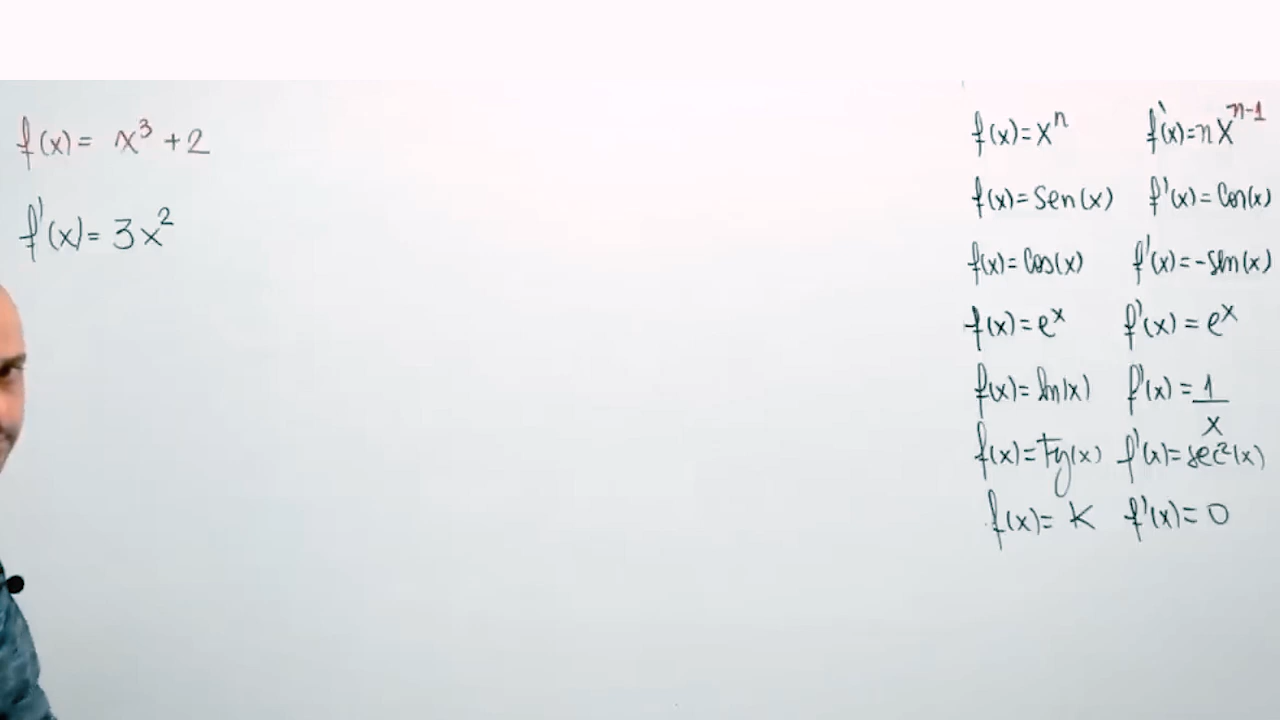 f(x) = x³ + 2
f'(x) = 3x²
f(x) = xⁿ f'(x) = nxⁿ⁻¹
f(x) = Sen(x) f'(x) = Cos(x)
f(x) = Cos(x) f'(x) = -Sen(x)
f(x) = eˣ f'(x) = eˣ
f(x) = ln(x) f'(x) = 1/x
f(x) = Tg(x) f'(x) = sec²(x)
f(x) = K f'(x) = 0